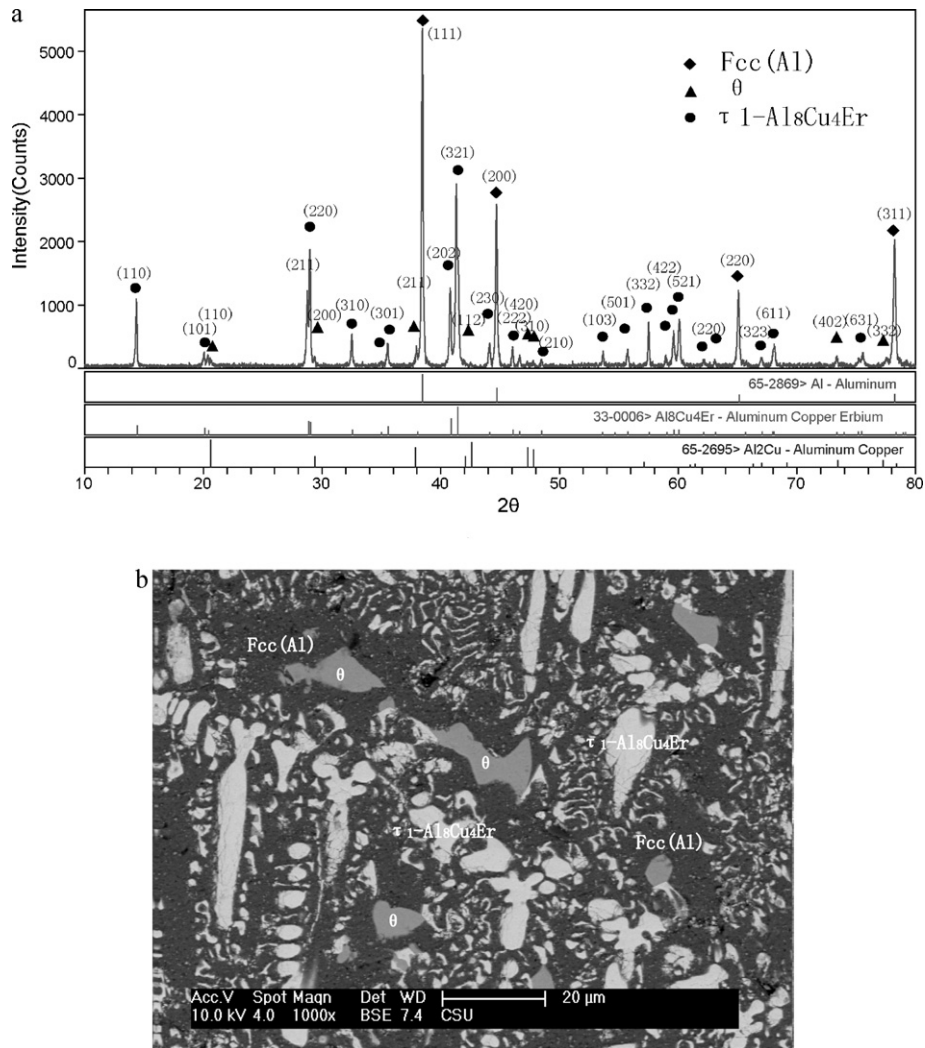 a
Intensity(Counts)
5000
4000
3000
2000
1000
0
Fcc(Al)
θ
τ 1-Al8Cu4Er
(111)
(321)
(200)
(311)
(220)
(211)
(110)
(202)
(422)
(220)
(332)
(521)
(200)
(310)
(301)
(211)
(230)
(420)
(501)
(112)
(222)
(310)
(611)
(101)
(110)
(210)
(103)
(220)
(323)
(402)
(631)
(332)
65-2869> Al - Aluminum
33-0006> Al8Cu4Er - Aluminum Copper Erbium
65-2695> Al2Cu - Aluminum Copper
10 20 30 40 50 60 70 80
2θ
b
Fcc(Al)
θ
τ1-Al8Cu4Er
θ
τ1-Al8Cu4Er
Fcc(Al)
θ
Acc.V Spot Magn Det WD 20 μm
10.0 kV 4.0 1000x BSE 7.4 CSU